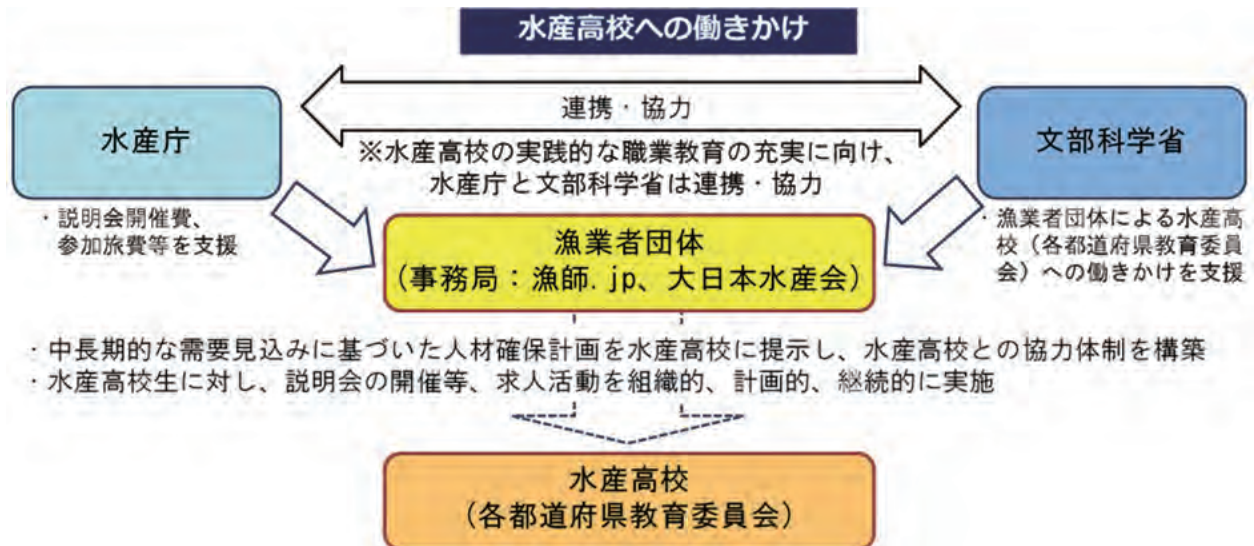 水産高校への働きかけ
連携・協力
水産庁
文部科学省
※水産高校の実践的な職業教育の充実に向け、
水産庁と文部科学省は連携・協力
・説明会開催費、
参加旅費等を支援
漁業者団体
（事務局：漁師.jp、大日本水産会）
・漁業者団体による水産高
校（各都道府県教育委員
会）への働きかけを支援
・中長期的な需要見込みに基づいた人材確保計画を水産高校に提示し、水産高校との協力体制を構築
・水産高校生に対し、説明会の開催等、求人活動を組織的、計画的、継続的に実施
水産高校
（各都道府県教育委員会）